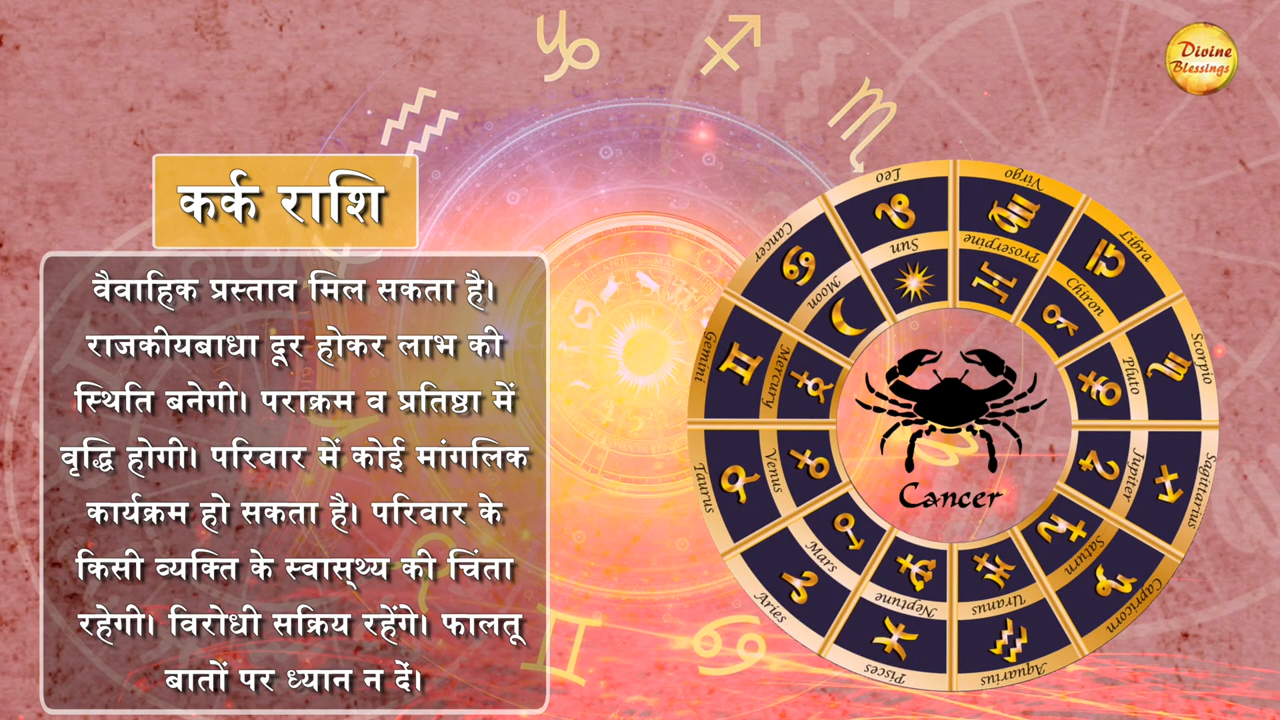 Divine
Blessings
कर्क राशि
वैवाहिक प्रस्ताव मिल सकता है।
राजकीयबाधा दूर होकर लाभ की
स्थिति बनेगी। पराक्रम व प्रतिष्ठा में
वृद्धि होगी। परिवार में कोई मांगलिक
कार्यक्रम हो सकता है। परिवार के
किसी व्यक्ति के स्वास्थ्य की चिंता
रहेगी। विरोधी सक्रिय रहेंगे। फालतू
बातों पर ध्यान न दें।
Leo
Virgo
Libra
Scorpio
Sagittarius
Capricorn
Aquarius
Pisces
Aries
Taurus
Gemini
Cancer
Sun
Proserpine
Chiron
Pluto
Jupiter
Saturn
Uranus
Neptune
Mars
Venus
Mercury
Moon
Cancer